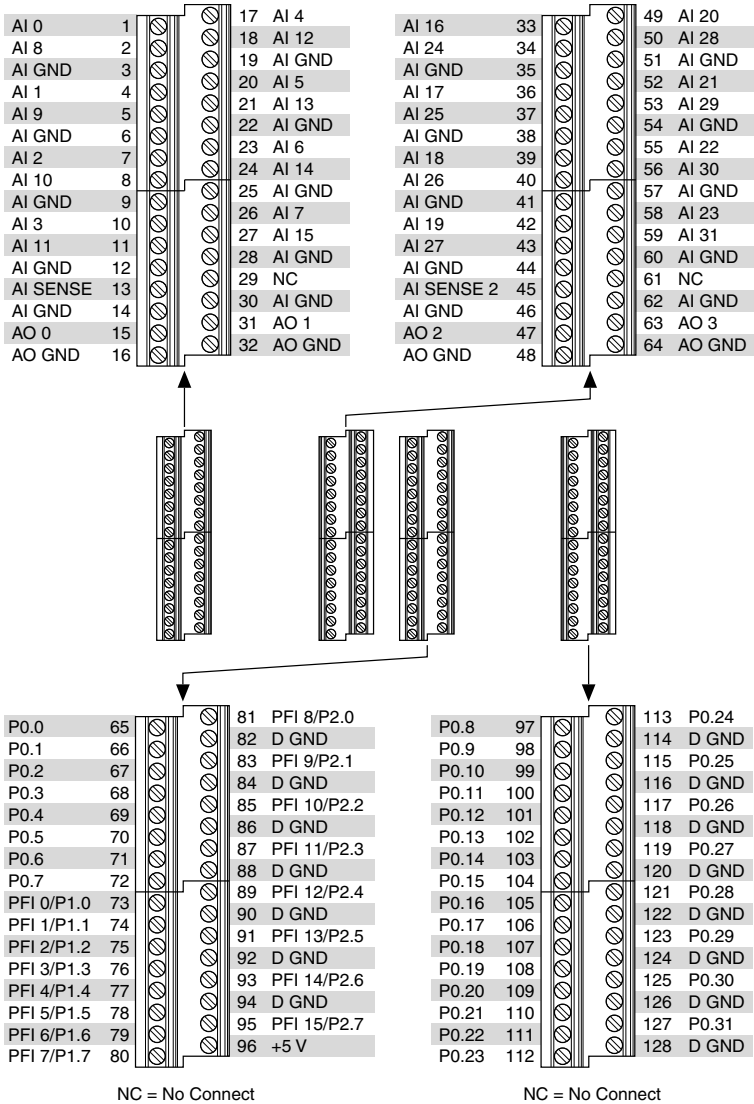 AI 0 1
AI 8 2
AI GND 3
AI 1 4
AI 9 5
AI GND 6
AI 2 7
AI 10 8
AI GND 9
AI 3 10
AI 11 11
AI GND 12
AI SENSE 13
AI GND 14
AO 0 15
AO GND 16
17 AI 4
18 AI 12
19 AI GND
20 AI 5
21 AI 13
22 AI GND
23 AI 6
24 AI 14
25 AI GND
26 AI 7
27 AI 15
28 AI GND
29 NC
30 AI GND
31 AO 1
32 AO GND
AI 16 33
AI 24 34
AI GND 35
AI 17 36
AI 25 37
AI GND 38
AI 18 39
AI 26 40
AI GND 41
AI 19 42
AI 27 43
AI GND 44
AI SENSE 2 45
AI GND 46
AO 2 47
AO GND 48
49 AI 20
50 AI 28
51 AI GND
52 AI 21
53 AI 29
54 AI GND
55 AI 22
56 AI 30
57 AI GND
58 AI 23
59 AI 31
60 AI GND
61 NC
62 AI GND
63 AO 3
64 AO GND
P0.0 65
P0.1 66
P0.2 67
P0.3 68
P0.4 69
P0.5 70
P0.6 71
P0.7 72
PFI 0/P1.0 73
PFI 1/P1.1 74
PFI 2/P1.2 75
PFI 3/P1.3 76
PFI 4/P1.4 77
PFI 5/P1.5 78
PFI 6/P1.6 79
PFI 7/P1.7 80
81 PFI 8/P2.0
82 D GND
83 PFI 9/P2.1
84 D GND
85 PFI 10/P2.2
86 D GND
87 PFI 11/P2.3
88 D GND
89 PFI 12/P2.4
90 D GND
91 PFI 13/P2.5
92 D GND
93 PFI 14/P2.6
94 D GND
95 PFI 15/P2.7
96 +5 V
P0.8 97
P0.9 98
P0.10 99
P0.11 100
P0.12 101
P0.13 102
P0.14 103
P0.15 104
P0.16 105
P0.17 106
P0.18 107
P0.19 108
P0.20 109
P0.21 110
P0.22 111
P0.23 112
113 P0.24
114 D GND
115 P0.25
116 D GND
117 P0.26
118 D GND
119 P0.27
120 D GND
121 P0.28
122 D GND
123 P0.29
124 D GND
125 P0.30
126 D GND
127 P0.31
128 D GND
NC = No Connect
NC = No Connect